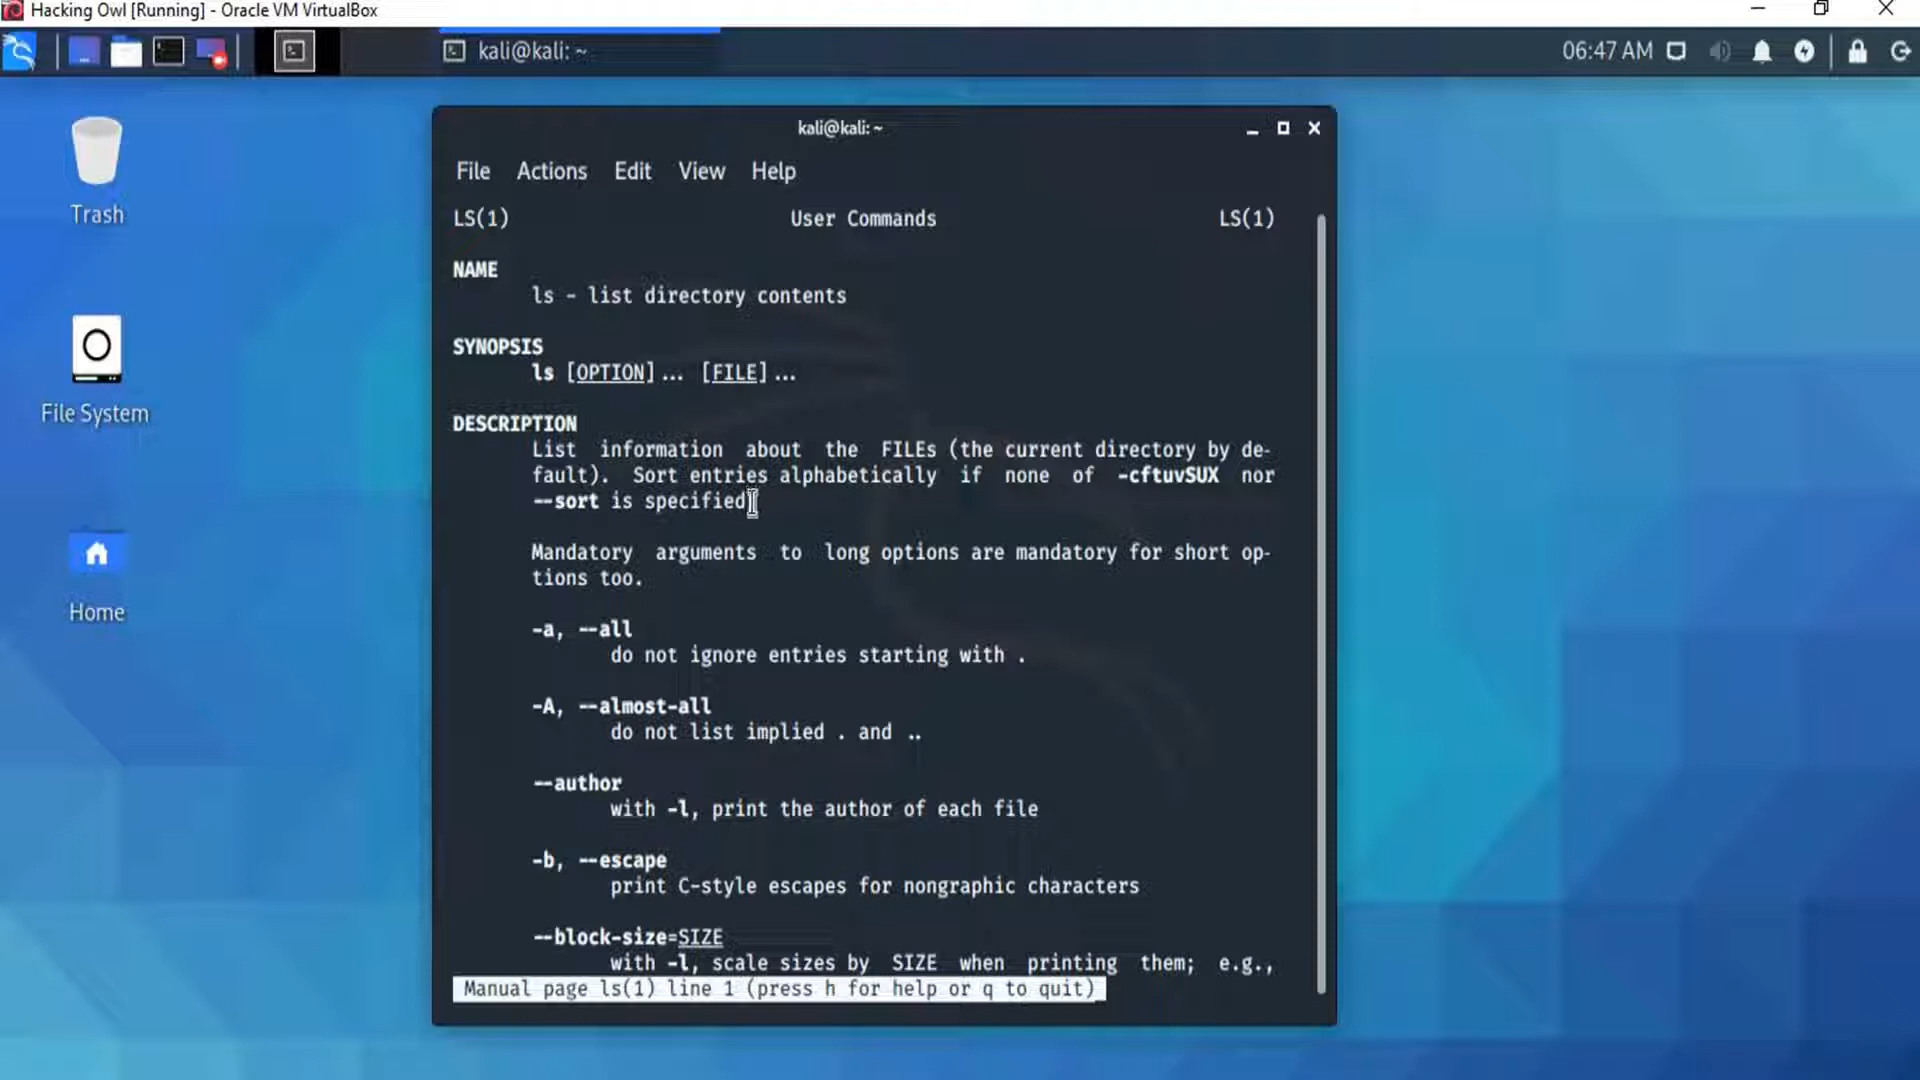 Hacking Owl [Running] - Oracle VM VirtualBox
kali@kali: ~
06:47 AM
Trash
File System
Home
kali@kali: ~
File Actions Edit View Help
LS(1) User Commands LS(1)
NAME
ls - list directory contents
SYNOPSIS
ls [OPTION]... [FILE]...
DESCRIPTION
List information about the FILEs (the current directory by de-
fault). Sort entries alphabetically if none of -cftuvSUX nor
--sort is specified
Mandatory arguments to long options are mandatory for short op-
tions too.
-a, --all
do not ignore entries starting with .
-A, --almost-all
do not list implied . and ..
--author
with -l, print the author of each file
-b, --escape
print C-style escapes for nongraphic characters
--block-size=SIZE
with -l, scale sizes by SIZE when printing them; e.g.,
Manual page ls(1) line 1 (press h for help or q to quit)